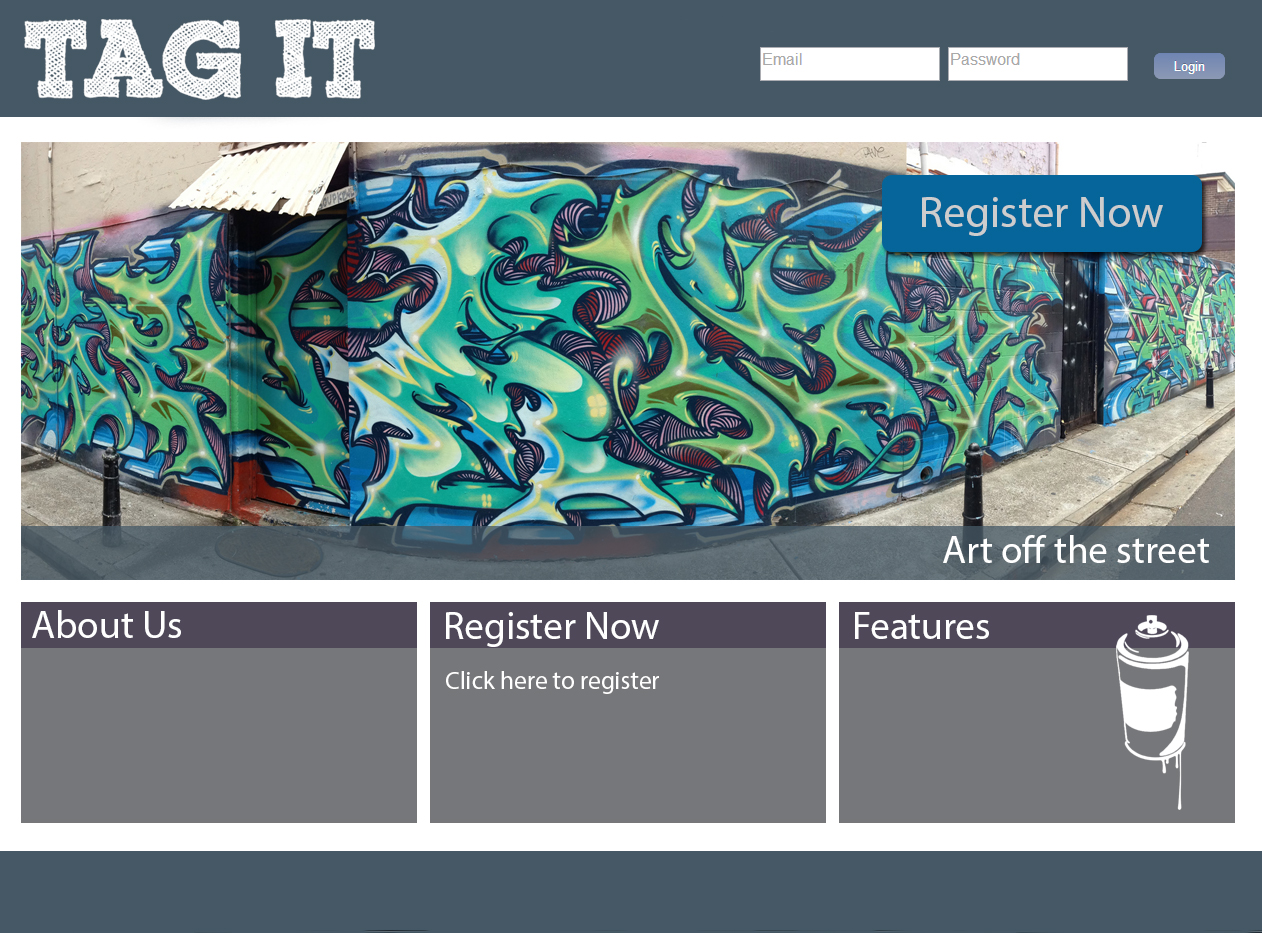 TAG IT
Email
Password
Login
Register Now
Art off the street
About Us
Register Now
Features
Click here to register